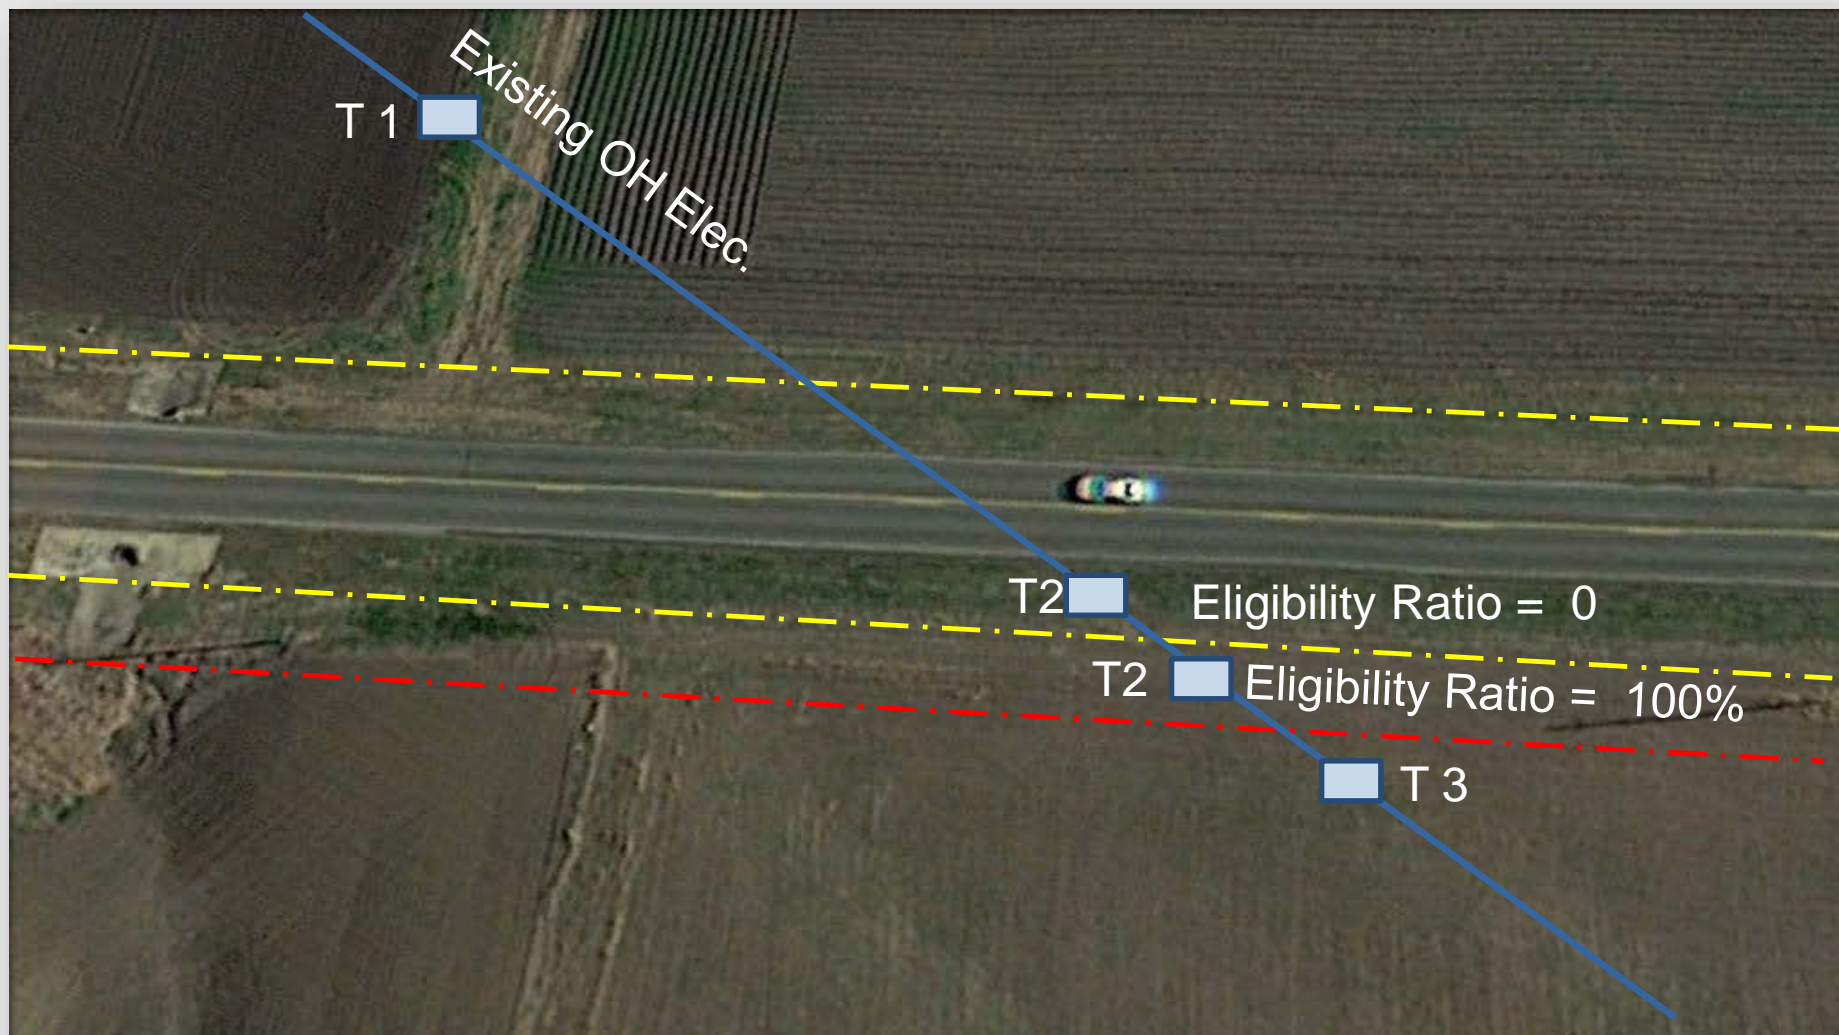 Existing OH Elec.
T 1
T2
Eligibility Ratio =  0
T2
Eligibility Ratio =  100%
T 3